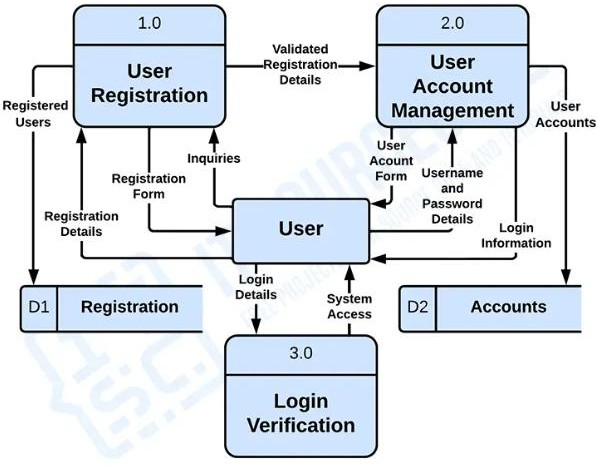 1.0
User
Registration
2.0
User
Account
Management
Validated
Registration
Details
Registered
Users
User
Accounts
Inquiries
Registration
Form
User
Acount
Form
Username
and
Password
Details
Registration
Details
Login
Information
User
Login
Details
System
Access
D1
Registration
D2
Accounts
3.0
Login
Verification